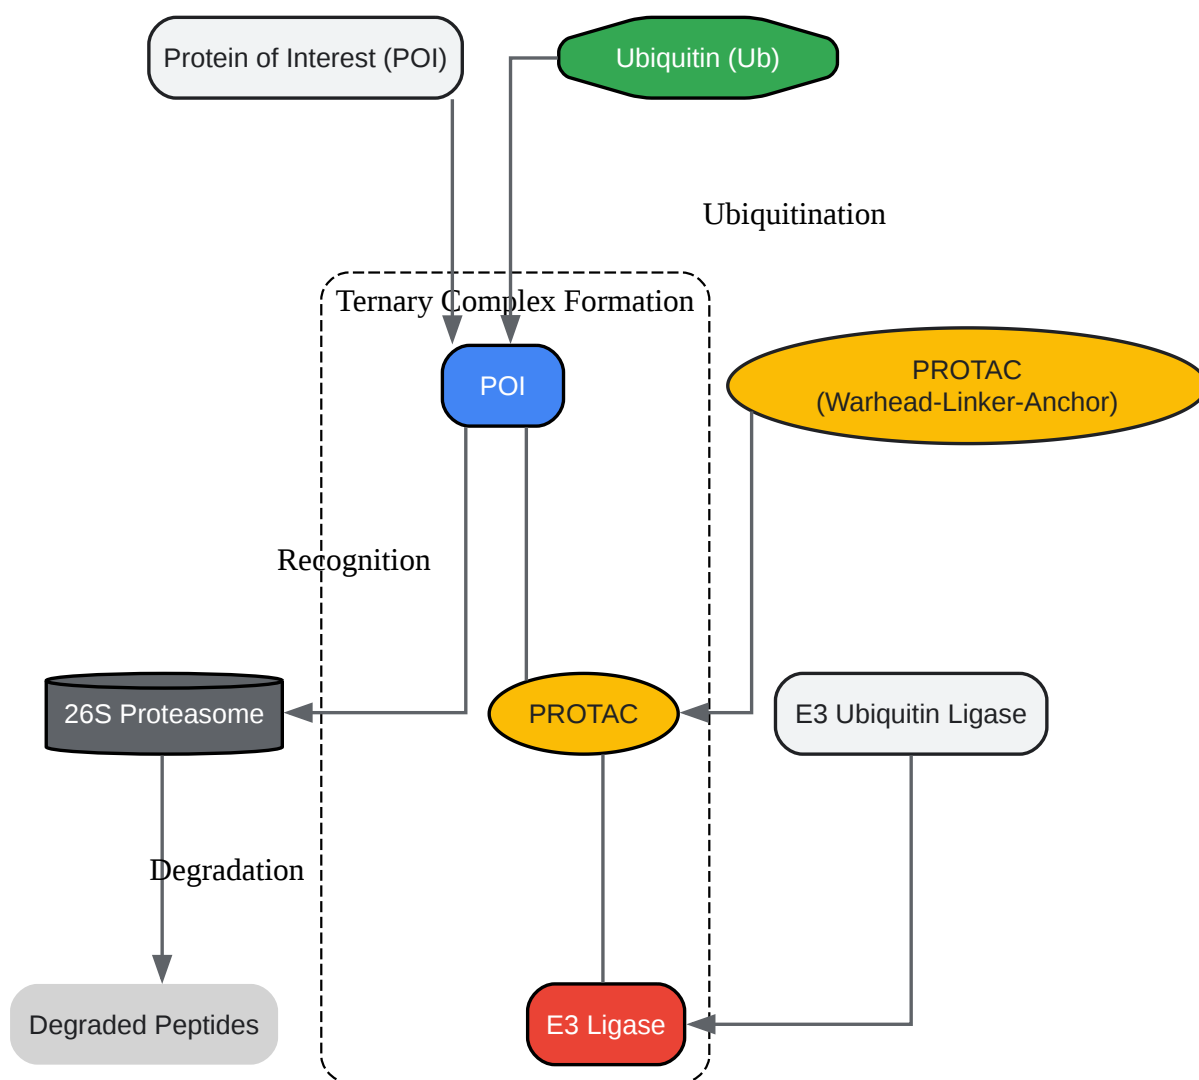 Protein of Interest (POI)
Ubiquitin (Ub)
Ubiquitination
Ternary Complex Formation
POI
PROTAC
(Warhead-Linker-Anchor)
Recognition
26S Proteasome
PROTAC
E3 Ubiquitin Ligase
Degradation
Degraded Peptides
E3 Ligase